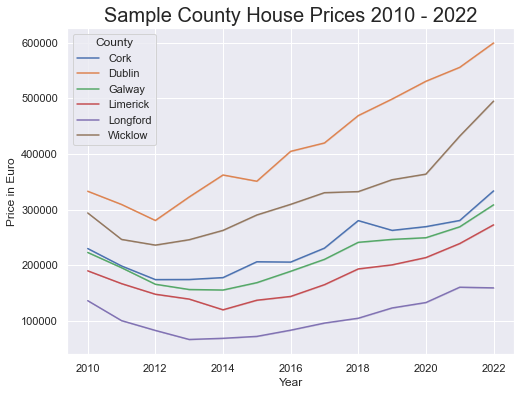 Sample County House Prices 2010 - 2022
County
Cork
Dublin
Galway
Limerick
Longford
Wicklow
600000
500000
400000
300000
200000
100000
Price in Euro
2010 2012 2014 2016 2018 2020 2022
Year